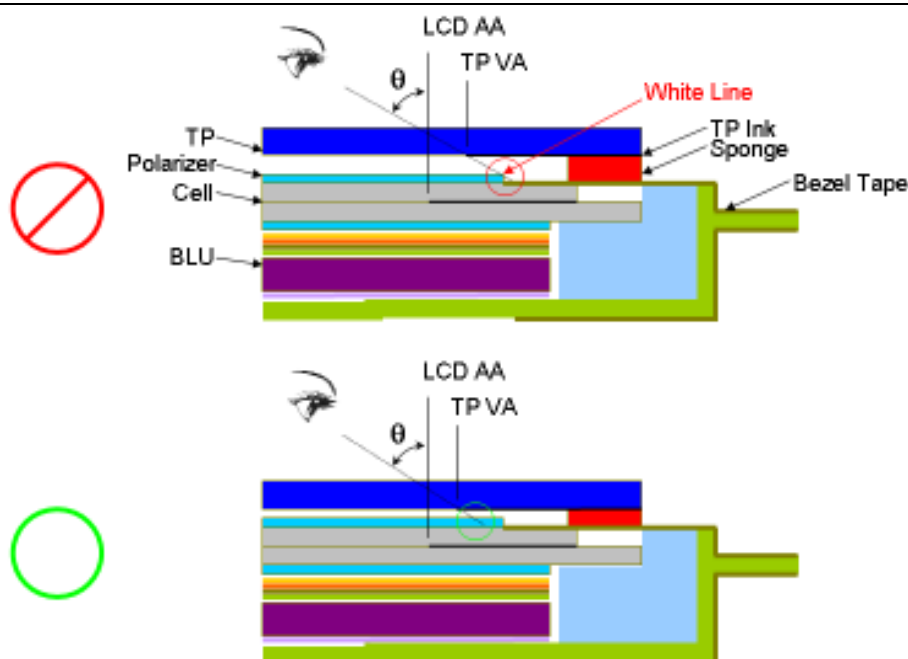 LCD AA
TP VA
θ
White Line
TP
TP Ink
Sponge
Polarizer
Bezel Tape
Cell
BLU
LCD AA
TP VA
θ